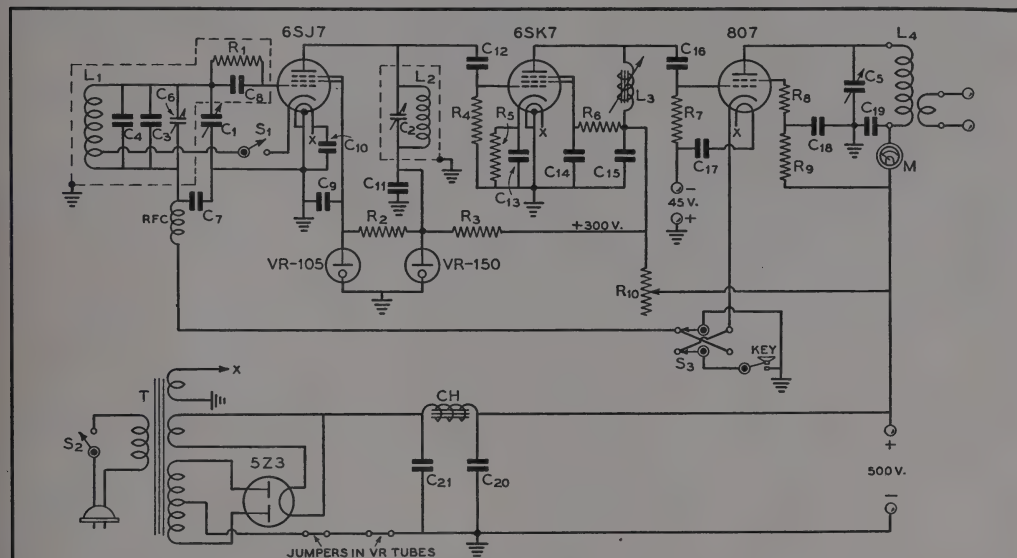 6SJ7
6SK7
807
L4
R1
C12
C16
L1
C8
L2
C5
C6
R4
R5
R6
L3
R7
R8
C19
C4
C3
C1
S1
X
C10
C2
X
X
C18
M
C11
C13
C14
C15
C17
R9
C7
C9
−
45 V.
+
RFC
R2
R3
+300 V.
VR-105
VR-150
R10
S3
KEY
X
T
CH
+
S2
5Z3
C21
C20
500 V.
−
JUMPERS IN VR TUBES